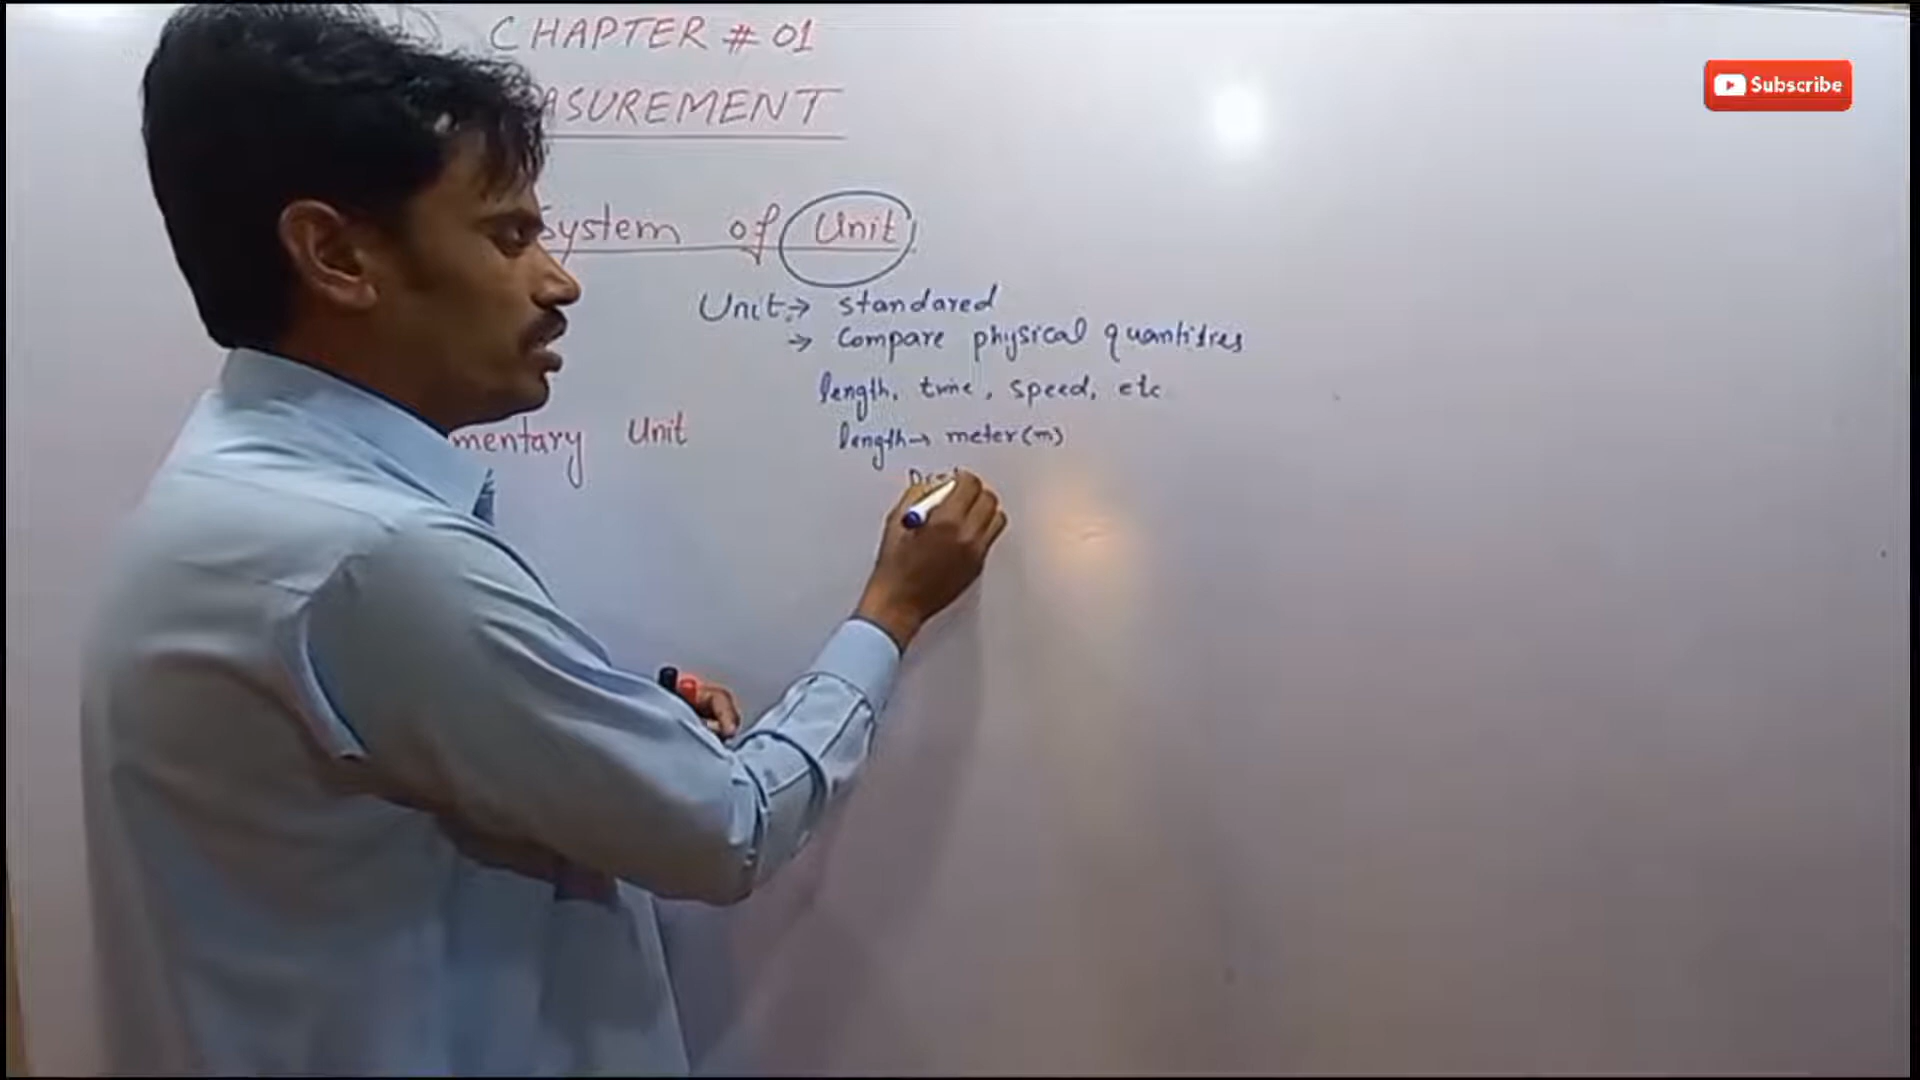 CHAPTER # 01
ASUREMENT
System of Unit
Subscribe
Unit:→ standared
→ Compare physical quantities
length, time, speed, etc
mentary Unit
length→ meter(m)